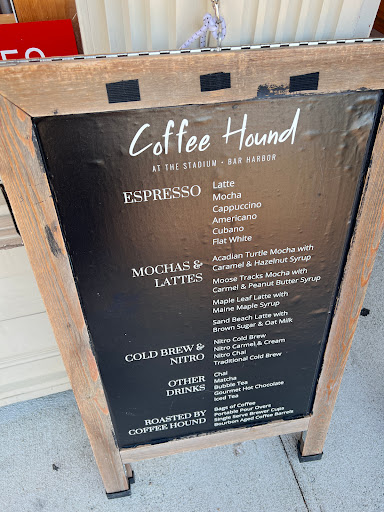 Coffee Hound
AT THE STADIUM • BAR HARBOR
ESPRESSO
Latte
Mocha
Cappuccino
Americano
Cubano
Flat White
MOCHAS &
LATTES
Acadian Turtle Mocha with
Caramel & Hazelnut Syrup
Moose Tracks Mocha with
Carmel & Peanut Butter Syrup
Maple Leaf Latte with
Maine Maple Syrup
Sand Beach Latte with
Brown Sugar & Oat Milk
COLD BREW &
NITRO
Nitro Cold Brew
Nitro Carmel & Cream
Nitro Chai
Traditional Cold Brew
OTHER
DRINKS
Chai
Matcha
Bubble Tea
Gourmet Hot Chocolate
Iced Tea
ROASTED BY
COFFEE HOUND
Bags of Coffee
Portable Pour Overs
Single Serve Brewer Cups
Bourbon Aged Coffee Barrels